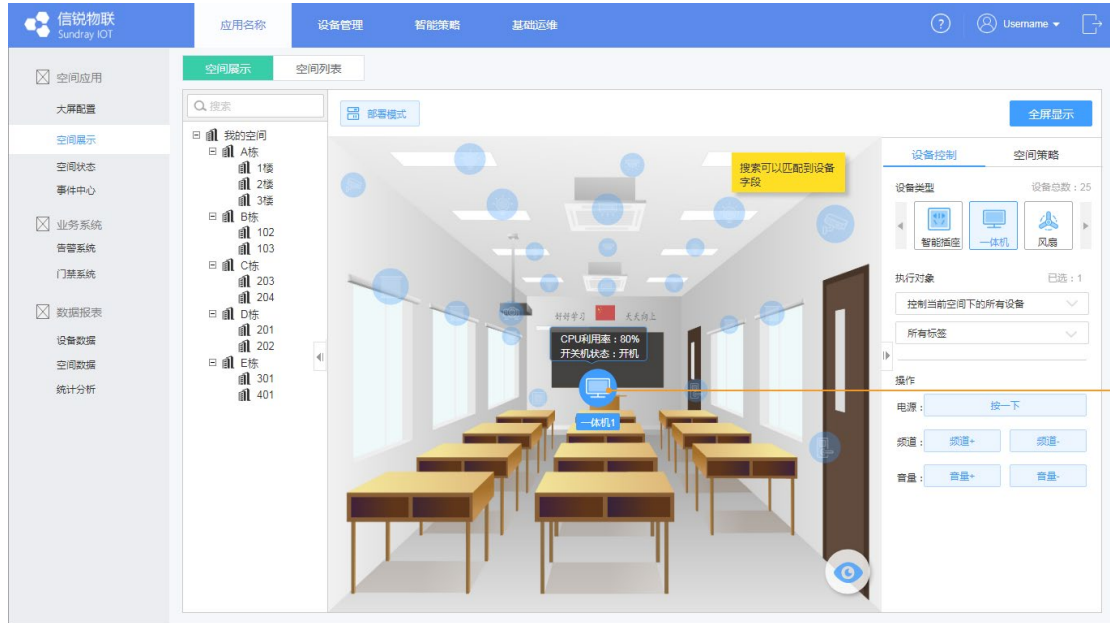 信锐物联
Sundray IOT
应用名称
设备管理
智能策略
基础运维
?
Username
空间应用
大屏配置
空间展示
空间状态
事件中心
业务系统
告警系统
门禁系统
数据报表
设备数据
空间数据
统计分析
空间展示
空间列表
搜索
我的空间
A栋
1楼
2楼
3楼
B栋
102
103
C栋
203
204
D栋
201
202
E栋
301
401
部署模式
全屏显示
搜索可以匹配到设备
字段
好好学习
天天向上
CPU利用率：80%
开关机状态：开机
一体机1
设备控制
空间策略
设备类型
设备总数：25
智能插座
一体机
风扇
执行对象
已选：1
控制当前空间下的所有设备
所有标签
操作
电源：
按一下
频道：
频道+
频道-
音量：
音量+
音量-